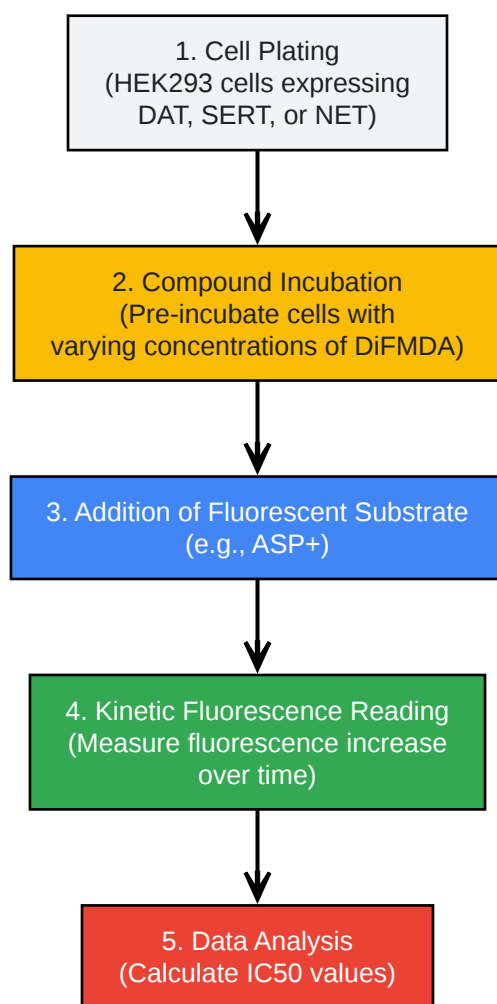 1. Cell Plating
(HEK293 cells expressing
DAT, SERT, or NET)
2. Compound Incubation
(Pre-incubate cells with
varying concentrations of DiFMDA)
3. Addition of Fluorescent Substrate
(e.g., ASP+)
4. Kinetic Fluorescence Reading
(Measure fluorescence increase
over time)
5. Data Analysis
(Calculate IC50 values)